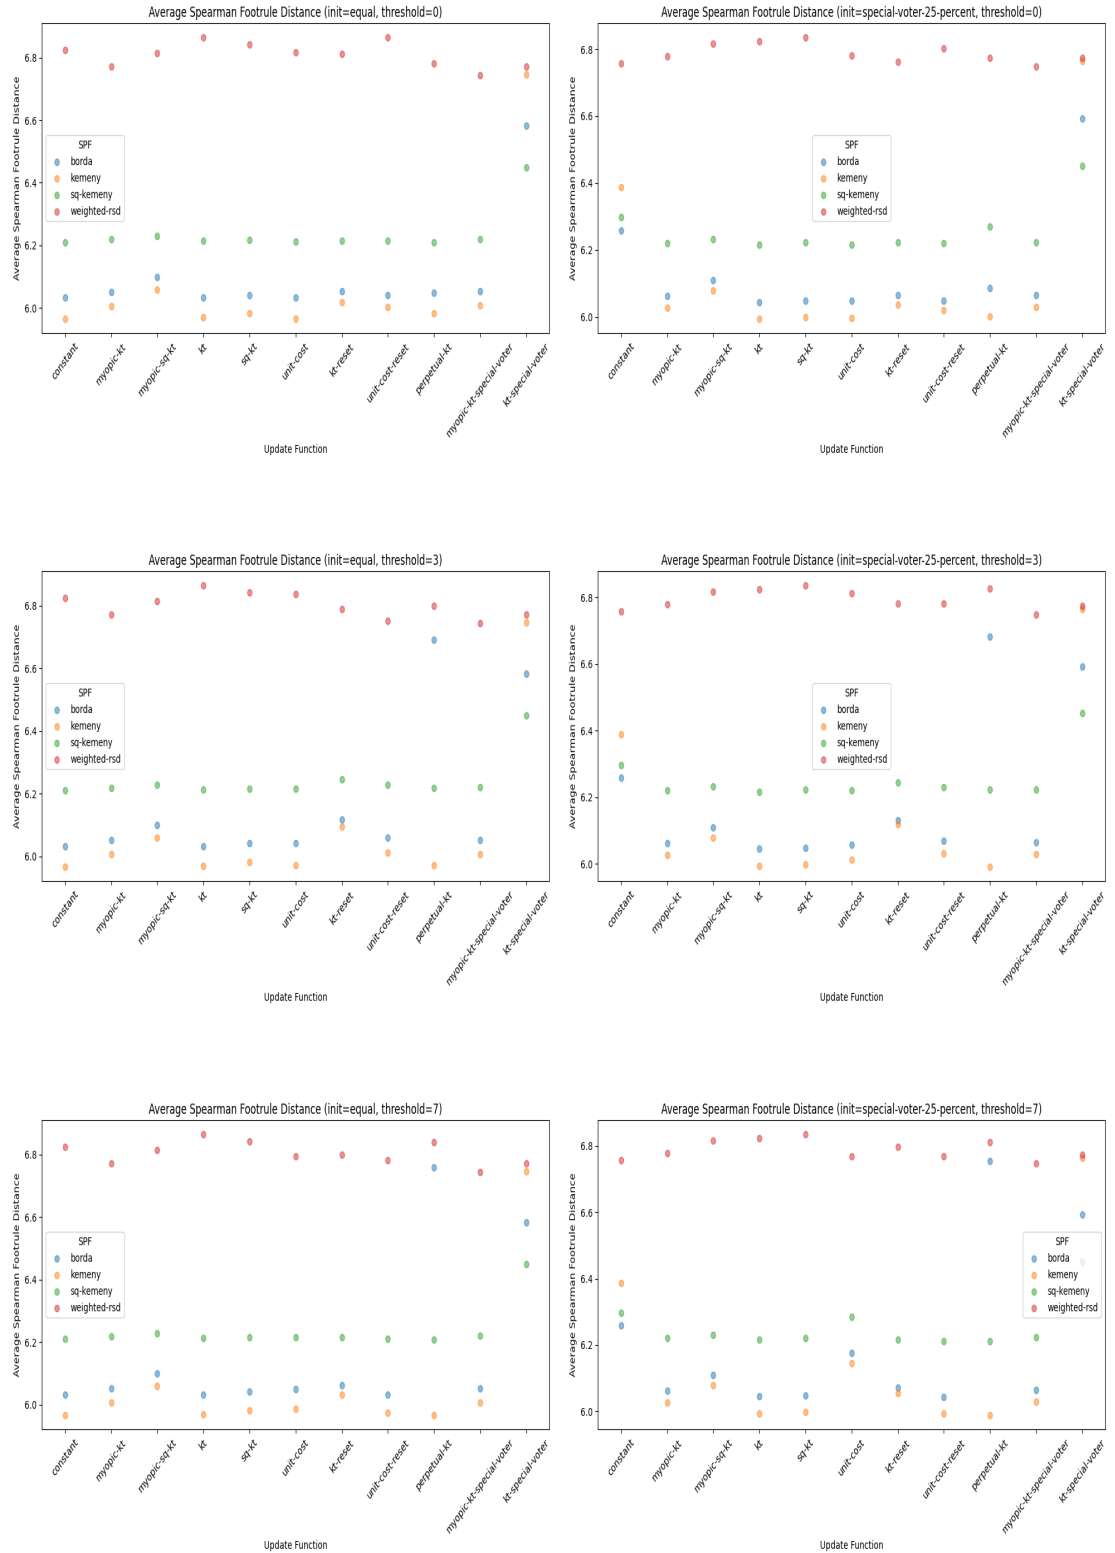 Average Spearman Footrule Distance (init=equal, threshold=0)
Average Spearman Footrule Distance
6.8
6.6
6.4
6.2
6.0
SPF
borda
kemeny
sq-kemeny
weighted-rsd
constant
myopic-kt
myopic-sq-kt
kt
sq-kt
unit-cost
kt-reset
unit-cost-reset
perpetual-kt
myopic-kt-special-voter
kt-special-voter
Update Function
Average Spearman Footrule Distance (init=special-voter-25-percent, threshold=0)
Average Spearman Footrule Distance
6.8
6.6
6.4
6.2
6.0
SPF
borda
kemeny
sq-kemeny
weighted-rsd
constant
myopic-kt
myopic-sq-kt
kt
sq-kt
unit-cost
kt-reset
unit-cost-reset
perpetual-kt
myopic-kt-special-voter
kt-special-voter
Update Function
Average Spearman Footrule Distance (init=equal, threshold=3)
Average Spearman Footrule Distance
6.8
6.6
6.4
6.2
6.0
SPF
borda
kemeny
sq-kemeny
weighted-rsd
constant
myopic-kt
myopic-sq-kt
kt
sq-kt
unit-cost
kt-reset
unit-cost-reset
perpetual-kt
myopic-kt-special-voter
kt-special-voter
Update Function
Average Spearman Footrule Distance (init=special-voter-25-percent, threshold=3)
Average Spearman Footrule Distance
6.8
6.6
6.4
6.2
6.0
SPF
borda
kemeny
sq-kemeny
weighted-rsd
constant
myopic-kt
myopic-sq-kt
kt
sq-kt
unit-cost
kt-reset
unit-cost-reset
perpetual-kt
myopic-kt-special-voter
kt-special-voter
Update Function
Average Spearman Footrule Distance (init=equal, threshold=7)
Average Spearman Footrule Distance
6.8
6.6
6.4
6.2
6.0
SPF
borda
kemeny
sq-kemeny
weighted-rsd
constant
myopic-kt
myopic-sq-kt
kt
sq-kt
unit-cost
kt-reset
unit-cost-reset
perpetual-kt
myopic-kt-special-voter
kt-special-voter
Update Function
Average Spearman Footrule Distance (init=special-voter-25-percent, threshold=7)
Average Spearman Footrule Distance
6.8
6.6
6.4
6.2
6.0
SPF
borda
kemeny
sq-kemeny
weighted-rsd
constant
myopic-kt
myopic-sq-kt
kt
sq-kt
unit-cost
kt-reset
unit-cost-reset
perpetual-kt
myopic-kt-special-voter
kt-special-voter
Update Function